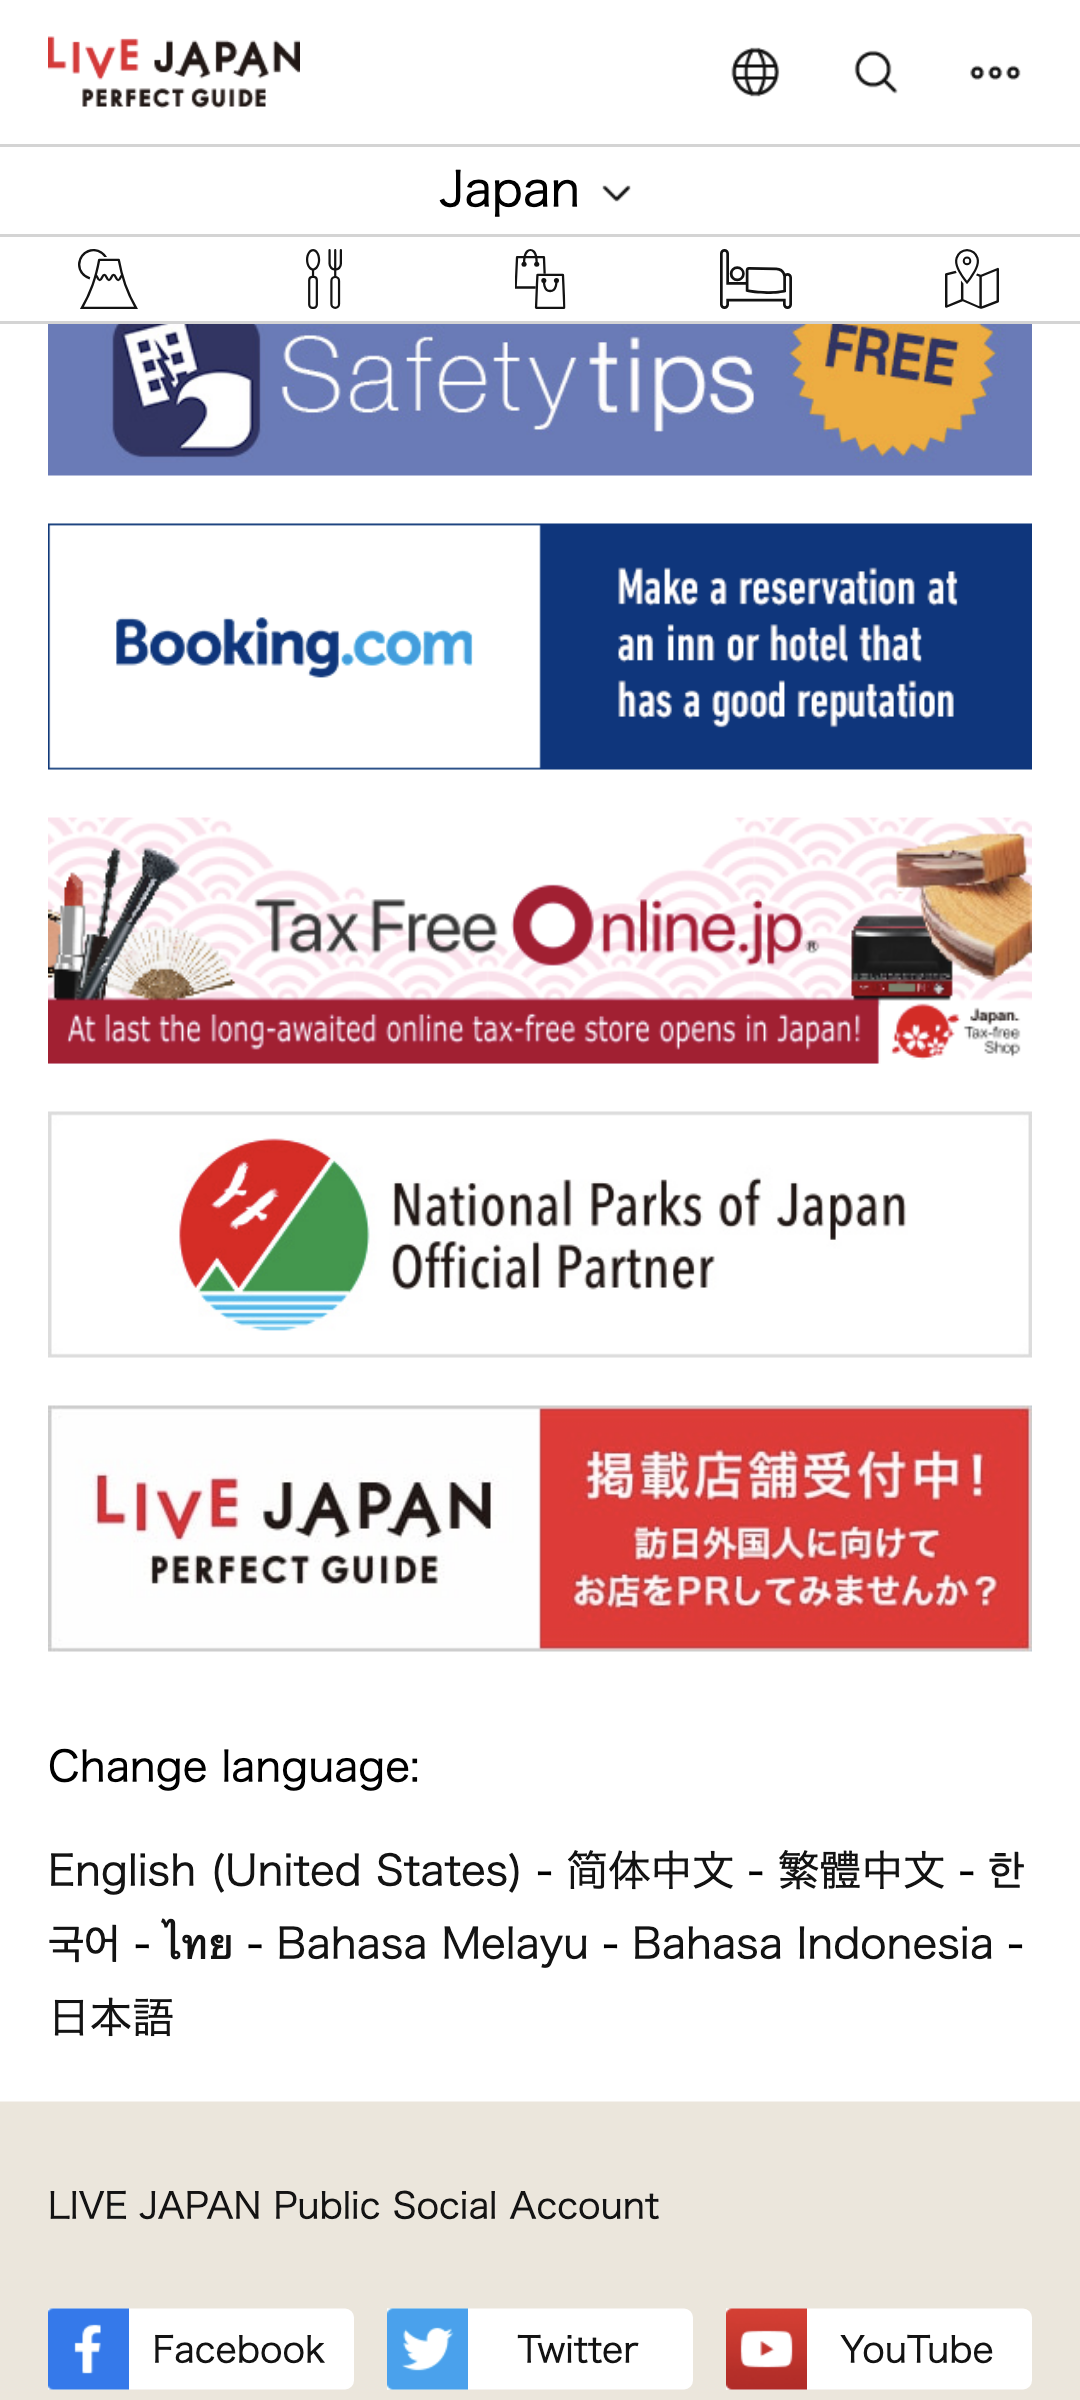 LIVE JAPAN
PERFECT GUIDE
Japan
Safety tips
FREE
Booking.com
Make a reservation at
an inn or hotel that
has a good reputation
Tax Free Online.jp®
At last the long-awaited online tax-free store opens in Japan!
Japan.
Tax-free
Shop
National Parks of Japan
Official Partner
LIVE JAPAN
PERFECT GUIDE
掲載店舗受付中!
訪日外国人に向けて
お店をPRしてみませんか?
Change language:
English (United States) - 简体中文 - 繁體中文 - 한
국어 - ไทย - Bahasa Melayu - Bahasa Indonesia -
日本語
LIVE JAPAN Public Social Account
Facebook
Twitter
YouTube